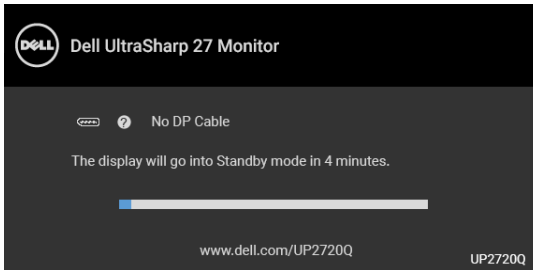 DELL
Dell UltraSharp 27 Monitor
No DP Cable
The display will go into Standby mode in 4 minutes.
www.dell.com/UP2720Q
UP2720Q